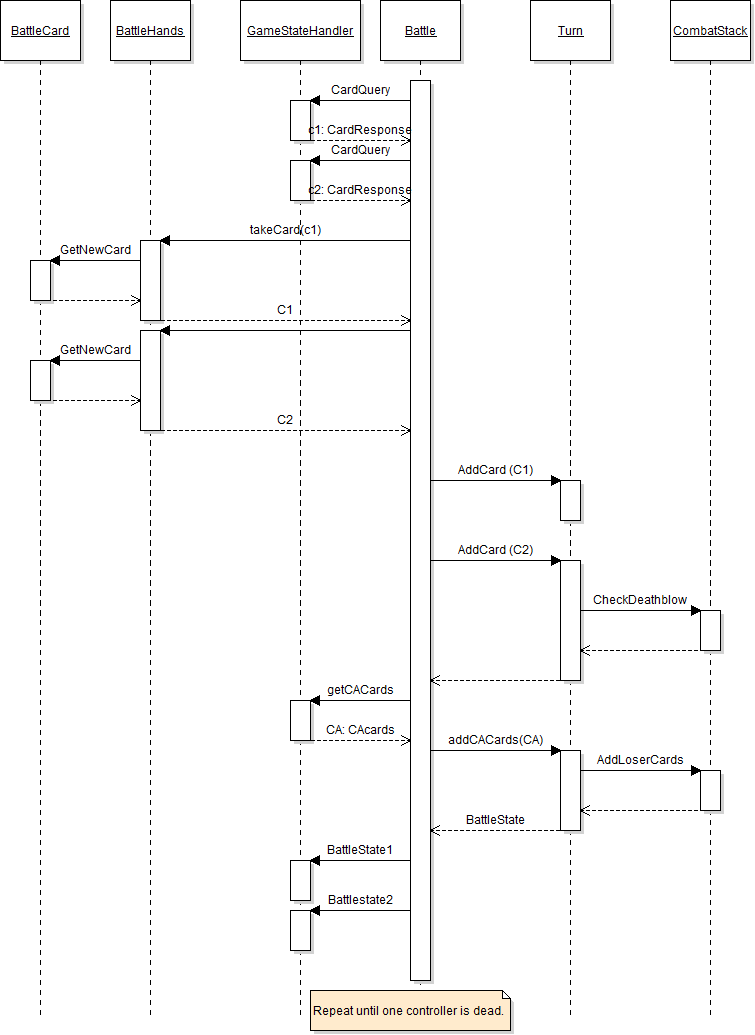 BattleCard
BattleHands
GameStateHandler
Battle
Turn
CombatStack
CardQuery
c1: CardResponse
CardQuery
c2: CardResponse
takeCard(c1)
GetNewCard
C1
GetNewCard
C2
AddCard (C1)
AddCard (C2)
CheckDeathblow
getCACards
CA: CAcards
addCACards(CA)
AddLoserCards
BattleState
BattleState1
Battlestate2
Repeat until one controller is dead.